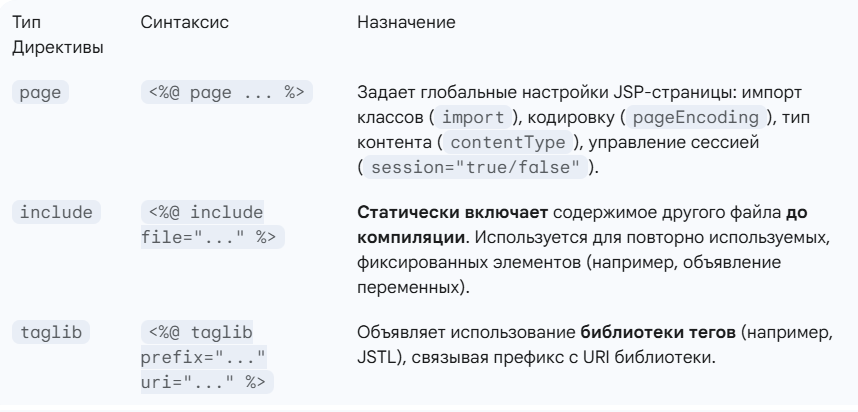 Тип Директивы
Синтаксис
Назначение
page
<%@ page ... %>
Задает глобальные настройки JSP-страницы: импорт
классов ( import ), кодировку ( pageEncoding ), тип
контента ( contentType ), управление сессией
( session="true/false" ).
include
<%@ include
file="..." %>
Статически включает содержимое другого файла до
компиляции. Используется для повторно используемых,
фиксированных элементов (например, объявление
переменных).
taglib
<%@ taglib
prefix="..."
uri="..." %>
Объявляет использование библиотеки тегов (например,
JSTL), связывая префикс с URI библиотеки.